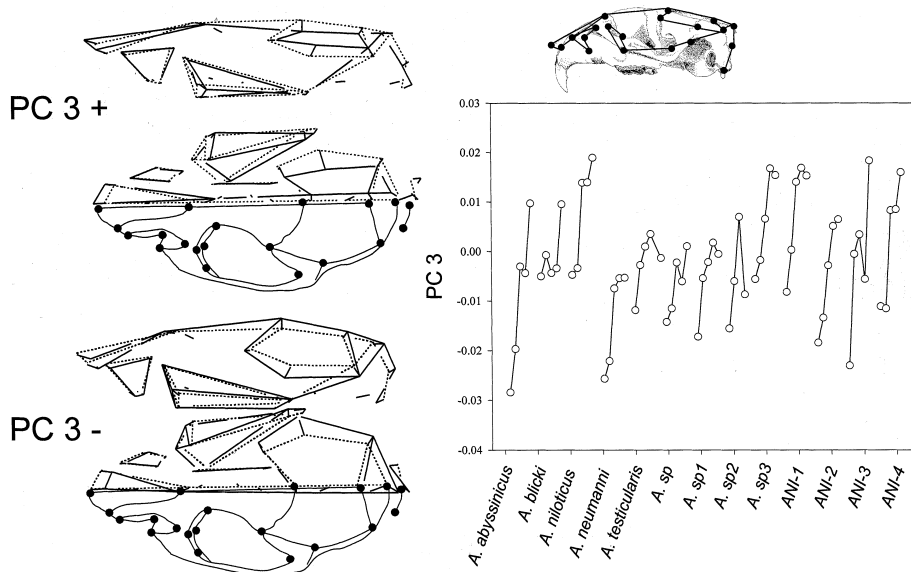 PC 3 +
PC 3 -
PC 3
0.03
0.02
0.01
0.00
-0.01
-0.02
-0.03
-0.04
A. abyssinicus
A. blicki
A. niloticus
A. neumanni
A. testicularis
A. sp
A. sp1
A. sp2
A. sp3
ANI-1
ANI-2
ANI-3
ANI-4